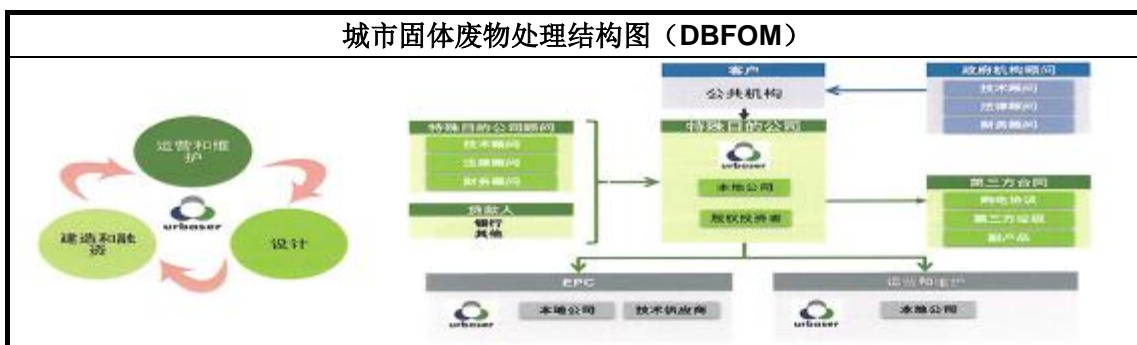 城市固体废物处理结构图（DBFOM）
运营和维
护
urbaser
建造和融
资
设计
特殊目的公司顾问
技术顾问
法律顾问
财务顾问
贷款人
银行
其他
客户
公共机构
特殊目的公司
urbaser
本地公司
股权投资者
政府机构顾问
技术顾问
法律顾问
财务顾问
第三方合同
购电协议
第三方垃圾
副产品
EPC
urbaser
本地公司
技术供应商
运营和维护
urbaser
本地公司